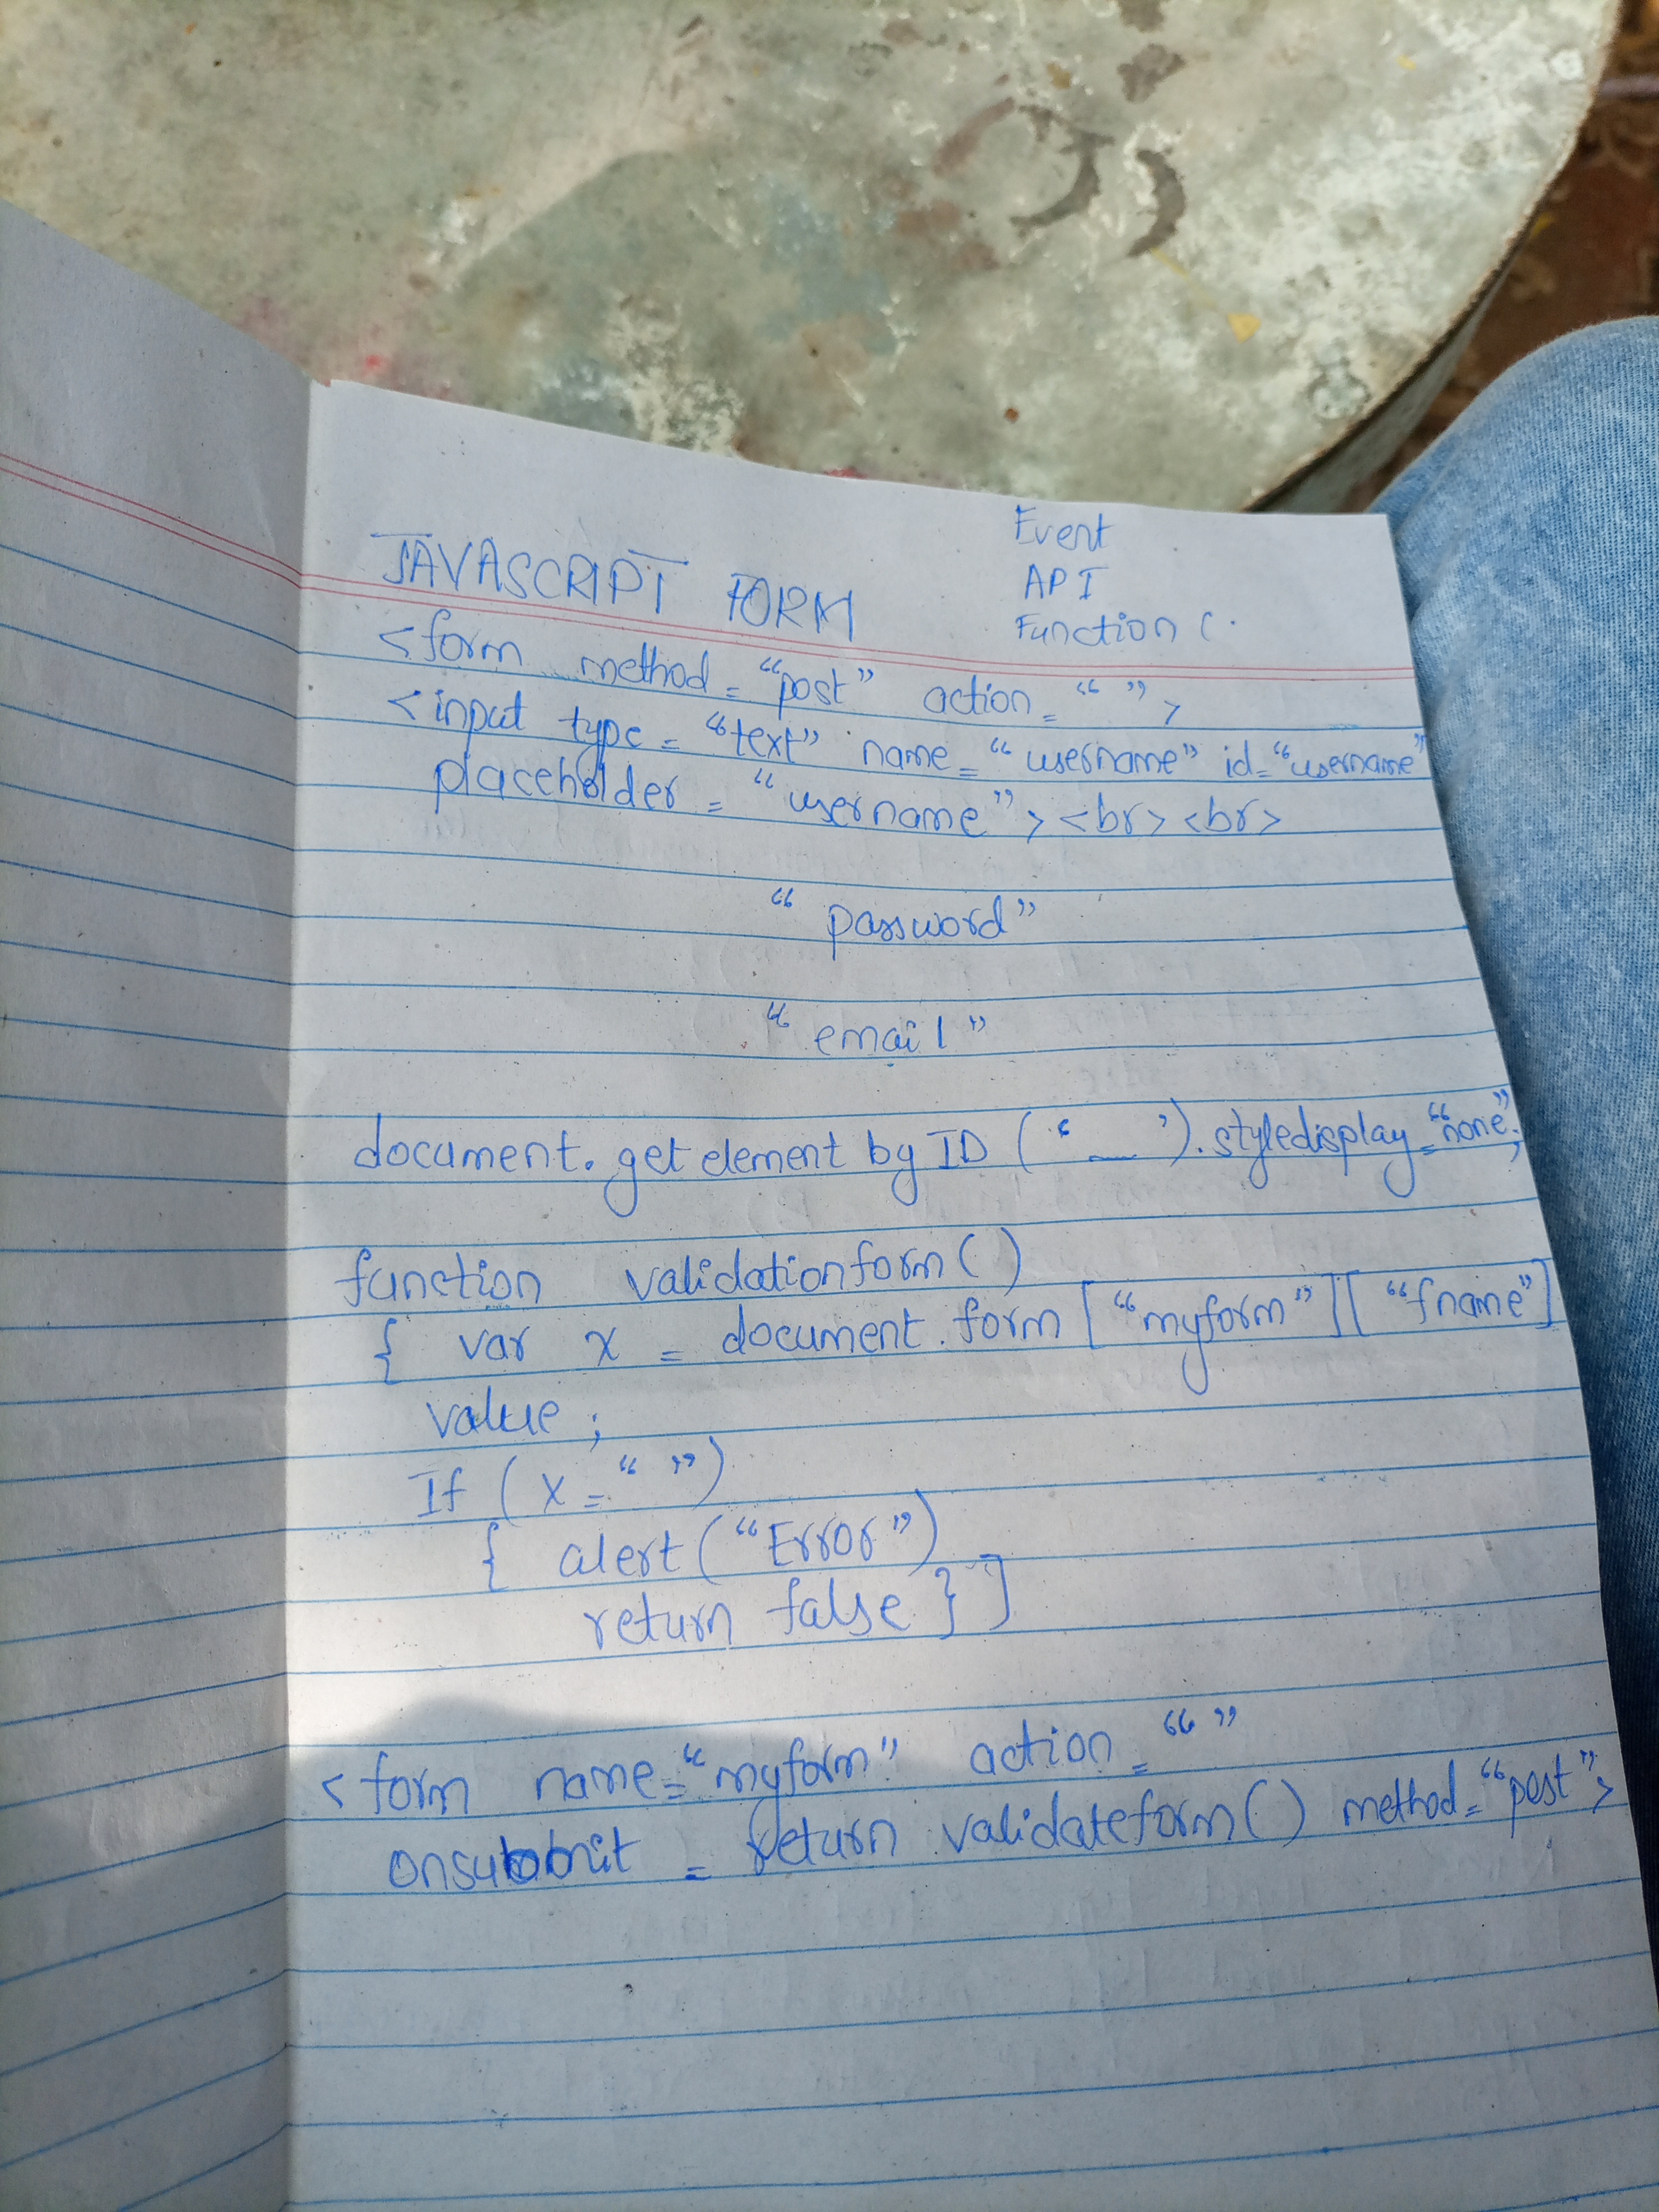 Event
API
JAVASCRIPT FORM
Function (.
<form method = "post" action = " ">
<input type = "text" name = "username" id = "username"
placeholder = "username"><br><br>
"password"
"email"
document.get element by ID ('__').styledisplay="none";
function validationform()
{ var x = document.form ["myform"]["fname"]
value;
If (x = " ")
{ alert ("Error")
return false } ]
<form name="myform" action = " "
onsubmit = return validateform() method="post">